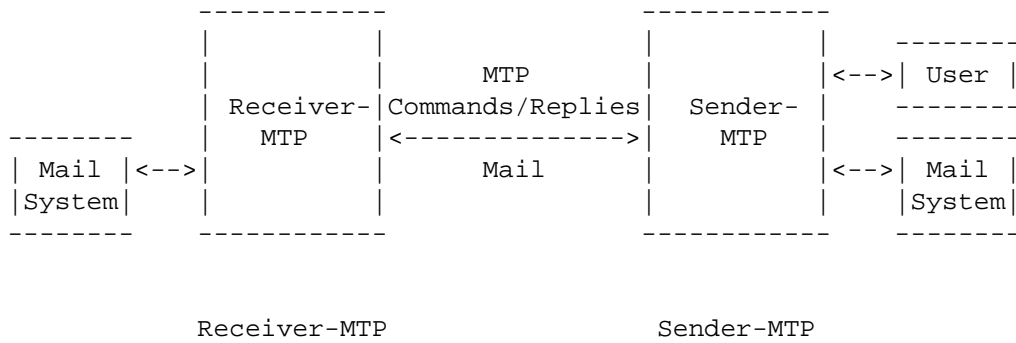 MTP
User
Receiver- Commands/Replies Sender-
MTP MTP
Mail Mail Mail
System System
Receiver-MTP Sender-MTP